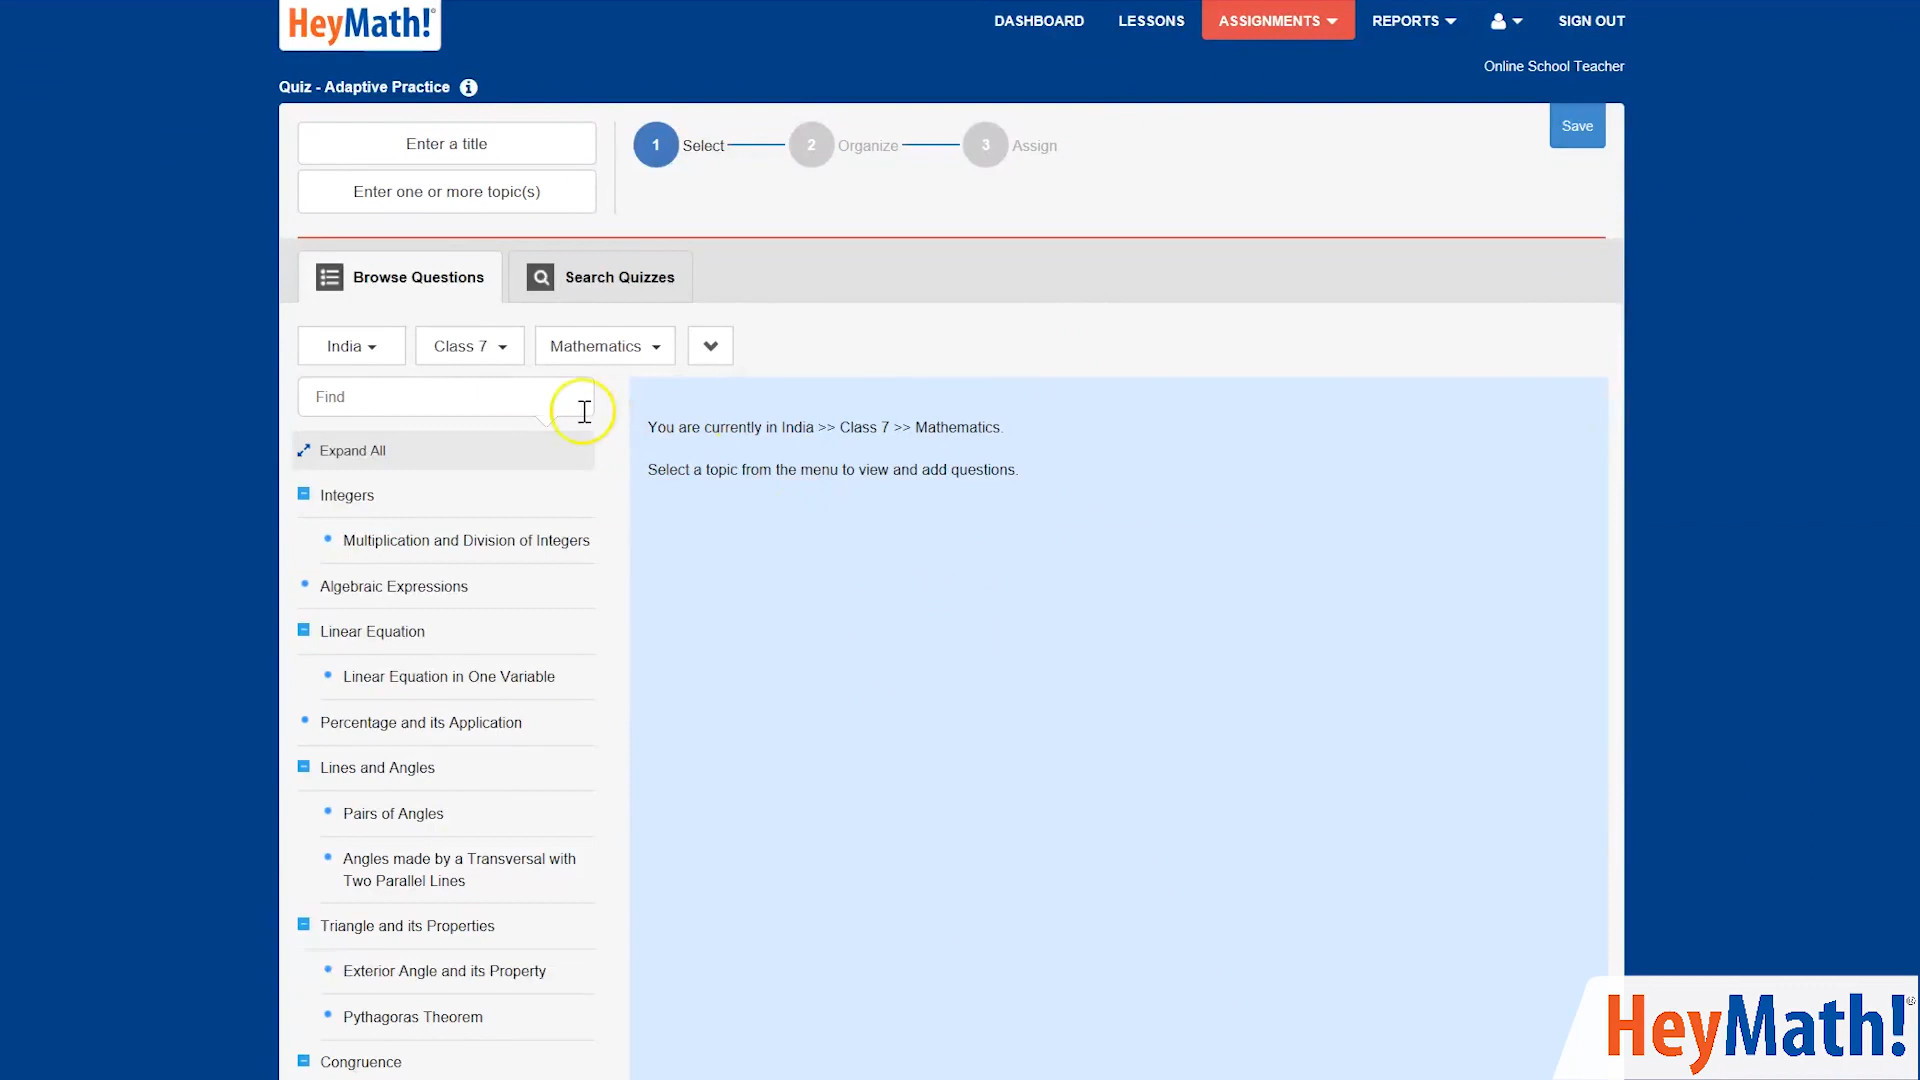 HeyMath!
DASHBOARD
LESSONS
ASSIGNMENTS
REPORTS
SIGN OUT
Online School Teacher
Quiz - Adaptive Practice
Enter a title
Enter one or more topic(s)
1 Select
2 Organize
3 Assign
Save
Browse Questions
Search Quizzes
India
Class 7
Mathematics
Find
Expand All
Integers
Multiplication and Division of Integers
Algebraic Expressions
Linear Equation
Linear Equation in One Variable
Percentage and its Application
Lines and Angles
Pairs of Angles
Angles made by a Transversal with
Two Parallel Lines
Triangle and its Properties
Exterior Angle and its Property
Pythagoras Theorem
Congruence
You are currently in India >> Class 7 >> Mathematics.
Select a topic from the menu to view and add questions.
HeyMath!®